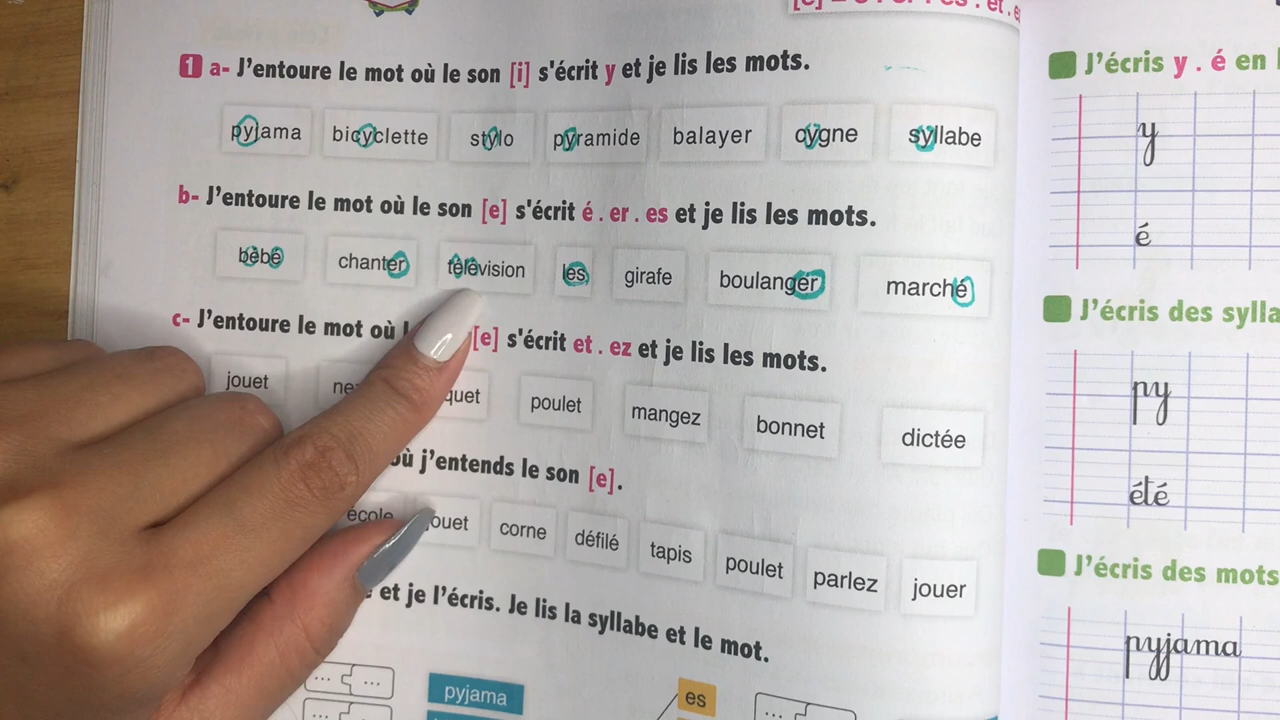 1 a- J'entoure le mot où le son [i] s'écrit y et je lis les mots.
pyjama bicyclette stylo pyramide balayer cygne syllabe
b- J'entoure le mot où le son [e] s'écrit é . er . es et je lis les mots.
bébé chanter télévision les girafe boulanger marché
c- J'entoure le mot où [e] s'écrit et . ez et je lis les mots.
jouet quet poulet mangez bonnet dictée
où j'entends le son [e].
école jouet corne défilé tapis poulet parlez jouer
et je l'écris. Je lis la syllabe et le mot.
... ...
pyjama
es
...
J'écris y . é en
y
é
J'écris des sylla
py
été
J'écris des mots
pyjama